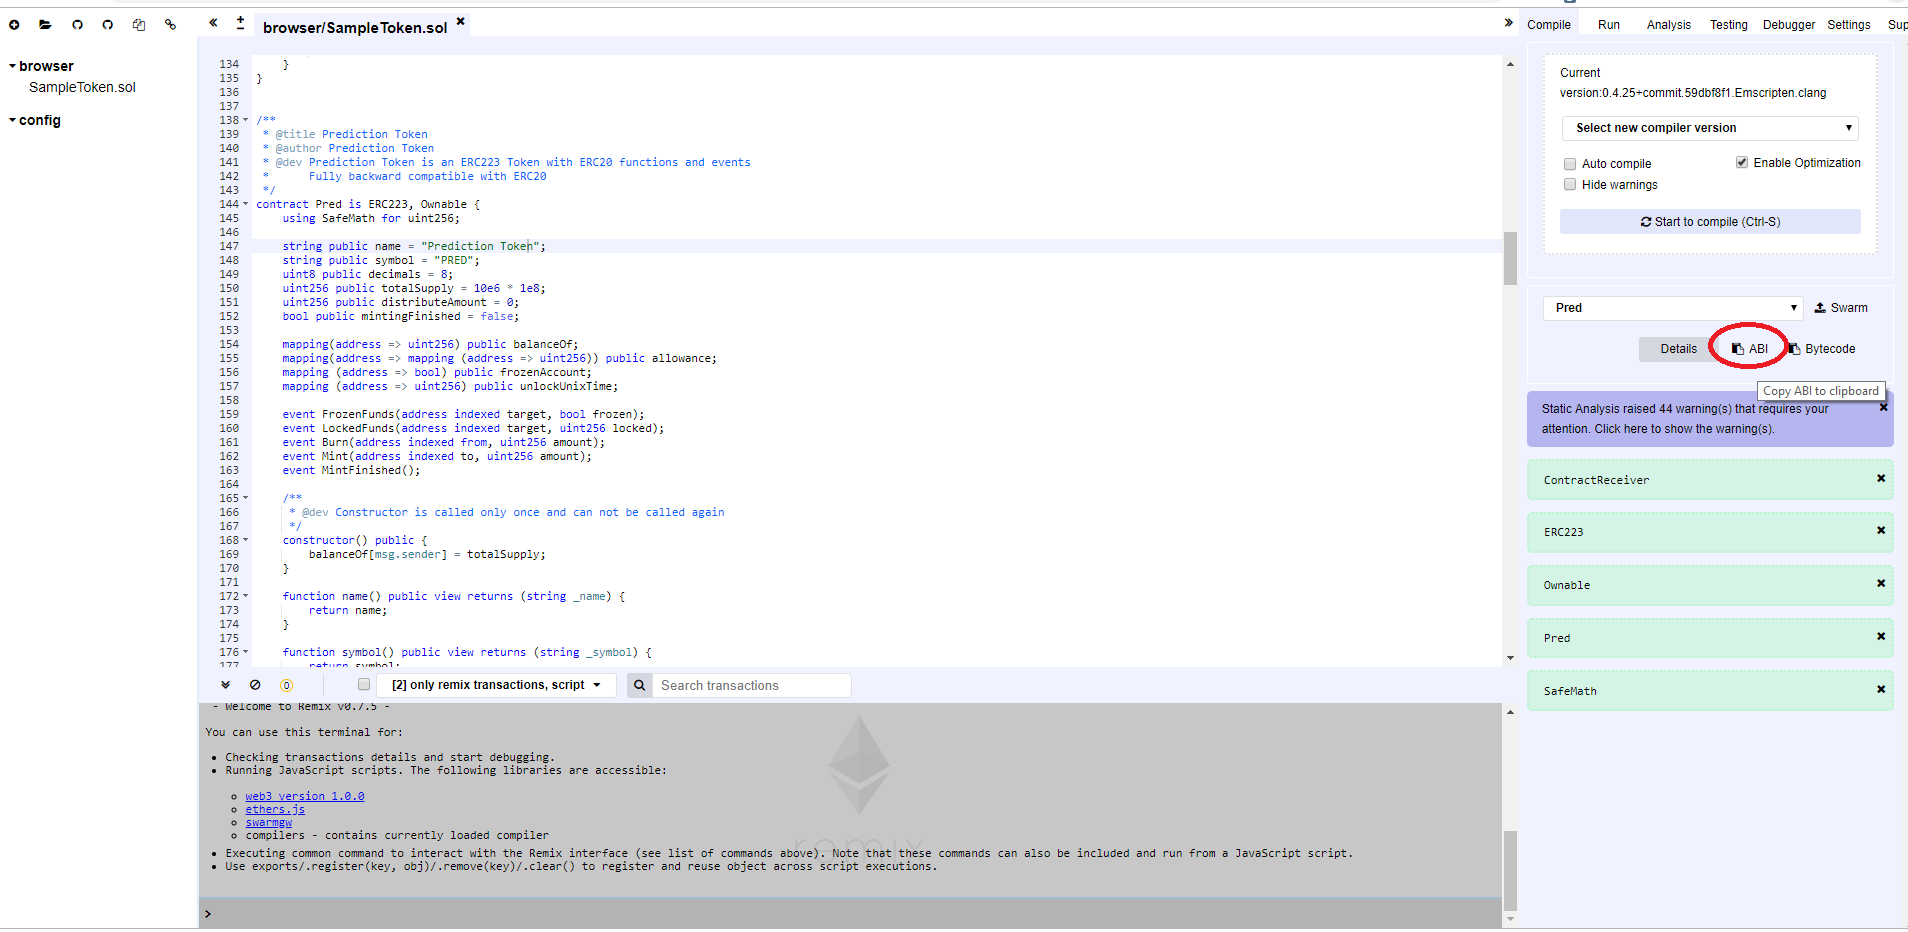 browser/SampleToken.sol
Compile Run Analysis Testing Debugger Settings Sup
browser
SampleToken.sol
config
134     }
135 }
136
137
138 /**
139  * @title Prediction Token
140  * @author Prediction Token
141  * @dev Prediction Token is an ERC223 Token with ERC20 functions and events
142  *      Fully backward compatible with ERC20
143  */
144 contract Pred is ERC223, Ownable {
145     using SafeMath for uint256;
146
147     string public name = "Prediction Token";
148     string public symbol = "PRED";
149     uint8 public decimals = 8;
150     uint256 public totalSupply = 10e6 * 1e8;
151     uint256 public distributeAmount = 0;
152     bool public mintingFinished = false;
153
154     mapping(address => uint256) public balanceOf;
155     mapping(address => mapping (address => uint256)) public allowance;
156     mapping (address => bool) public frozenAccount;
157     mapping (address => uint256) public unlockUnixTime;
158
159     event FrozenFunds(address indexed target, bool frozen);
160     event LockedFunds(address indexed target, uint256 locked);
161     event Burn(address indexed from, uint256 amount);
162     event Mint(address indexed to, uint256 amount);
163     event MintFinished();
164
165     /**
166      * @dev Constructor is called only once and can not be called again
167      */
168     constructor() public {
169         balanceOf[msg.sender] = totalSupply;
170     }
171
172     function name() public view returns (string _name) {
173         return name;
174     }
175
176     function symbol() public view returns (string _symbol) {
177         return symbol;
0
[2] only remix transactions, script
Search transactions
- Welcome to Remix v0.7.5 -
You can use this terminal for:
• Checking transactions details and start debugging.
• Running JavaScript scripts. The following libraries are accessible:
web3 version 1.0.0
ethers.js
swarmgw
compilers - contains currently loaded compiler
remix
• Executing common command to interact with the Remix interface (see list of commands above). Note that these commands can also be included and run from a JavaScript script.
• Use exports/.register(key, obj)/.remove(key)/.clear() to register and reuse object across script executions.
>
Current
version:0.4.25+commit.59dbf8f1.Emscripten.clang
Select new compiler version
Auto compile
Enable Optimization
Hide warnings
Start to compile (Ctrl-S)
Pred
Swarm
Details
ABI
Bytecode
Copy ABI to clipboard
Static Analysis raised 44 warning(s) that requires your
attention. Click here to show the warning(s).
ContractReceiver
ERC223
Ownable
Pred
SafeMath